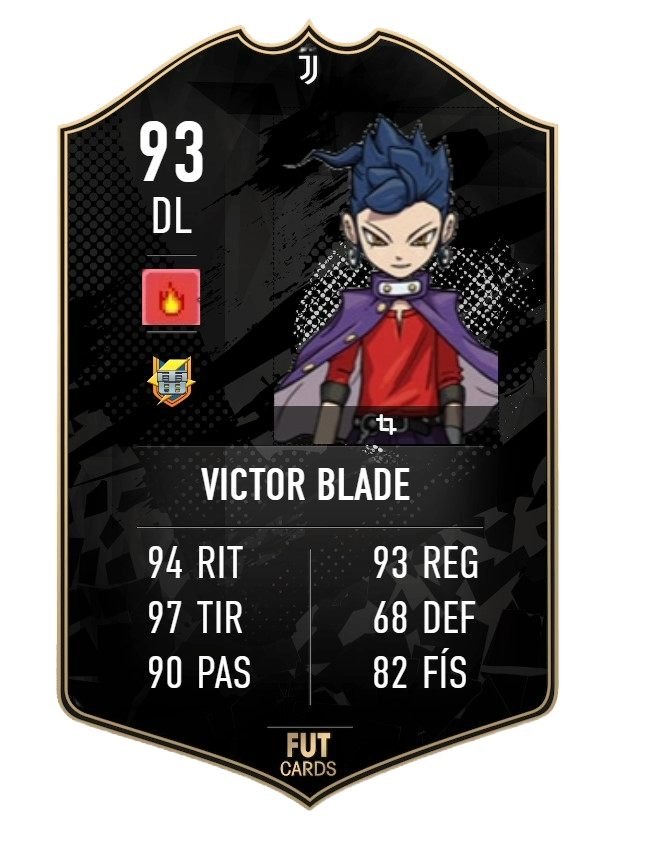 93
DL
VICTOR BLADE
94 RIT
97 TIR
90 PAS
93 REG
68 DEF
82 FÍS
FUT
CARDS